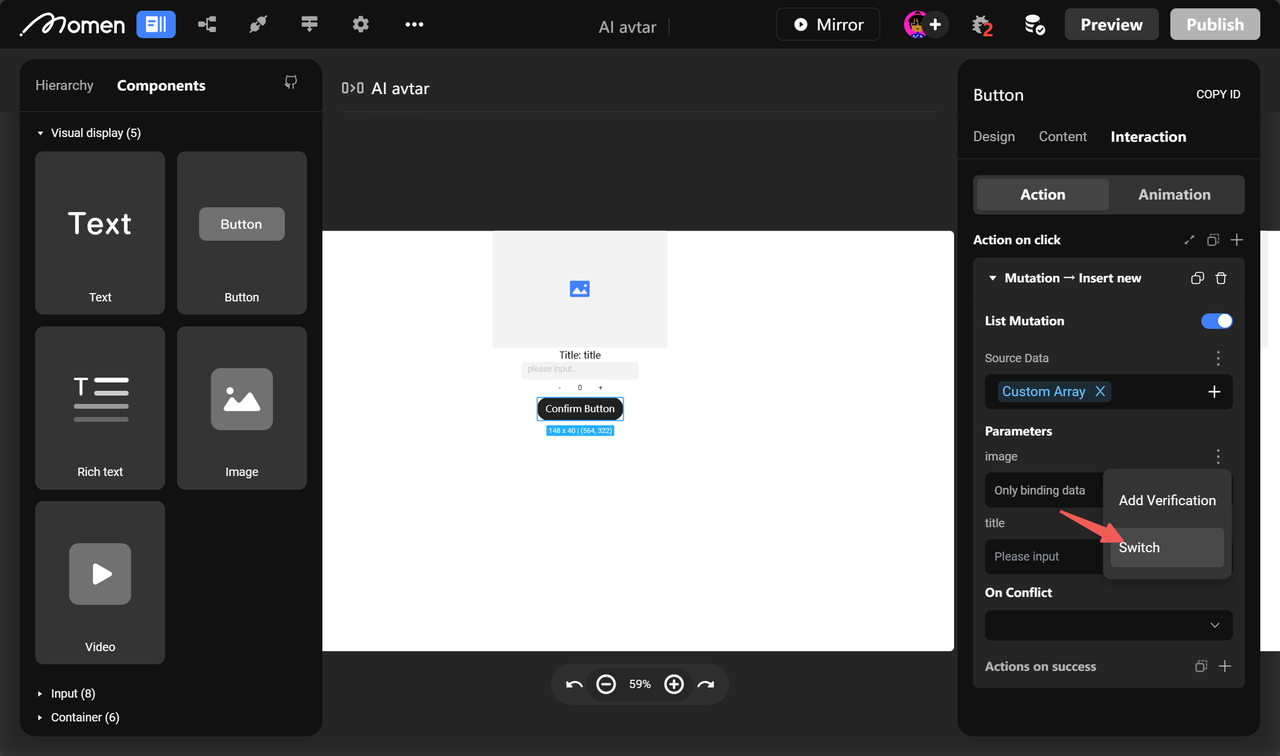 Momen
AI avtar
Mirror
2
Preview
Publish
Hierarchy
Components
Visual display (5)
Text
Text
Button
Button
T
Rich text
Image
Video
Input (8)
Container (6)
AI avtar
Title: title
please input...
- 0 +
Confirm Button
148 x 40 | (564, 322)
59%
Button
COPY ID
Design
Content
Interaction
Action
Animation
Action on click
Mutation → Insert new
List Mutation
Source Data
Custom Array X
Parameters
image
Only binding data
Add Verification
title
Switch
Please input
On Conflict
Actions on success